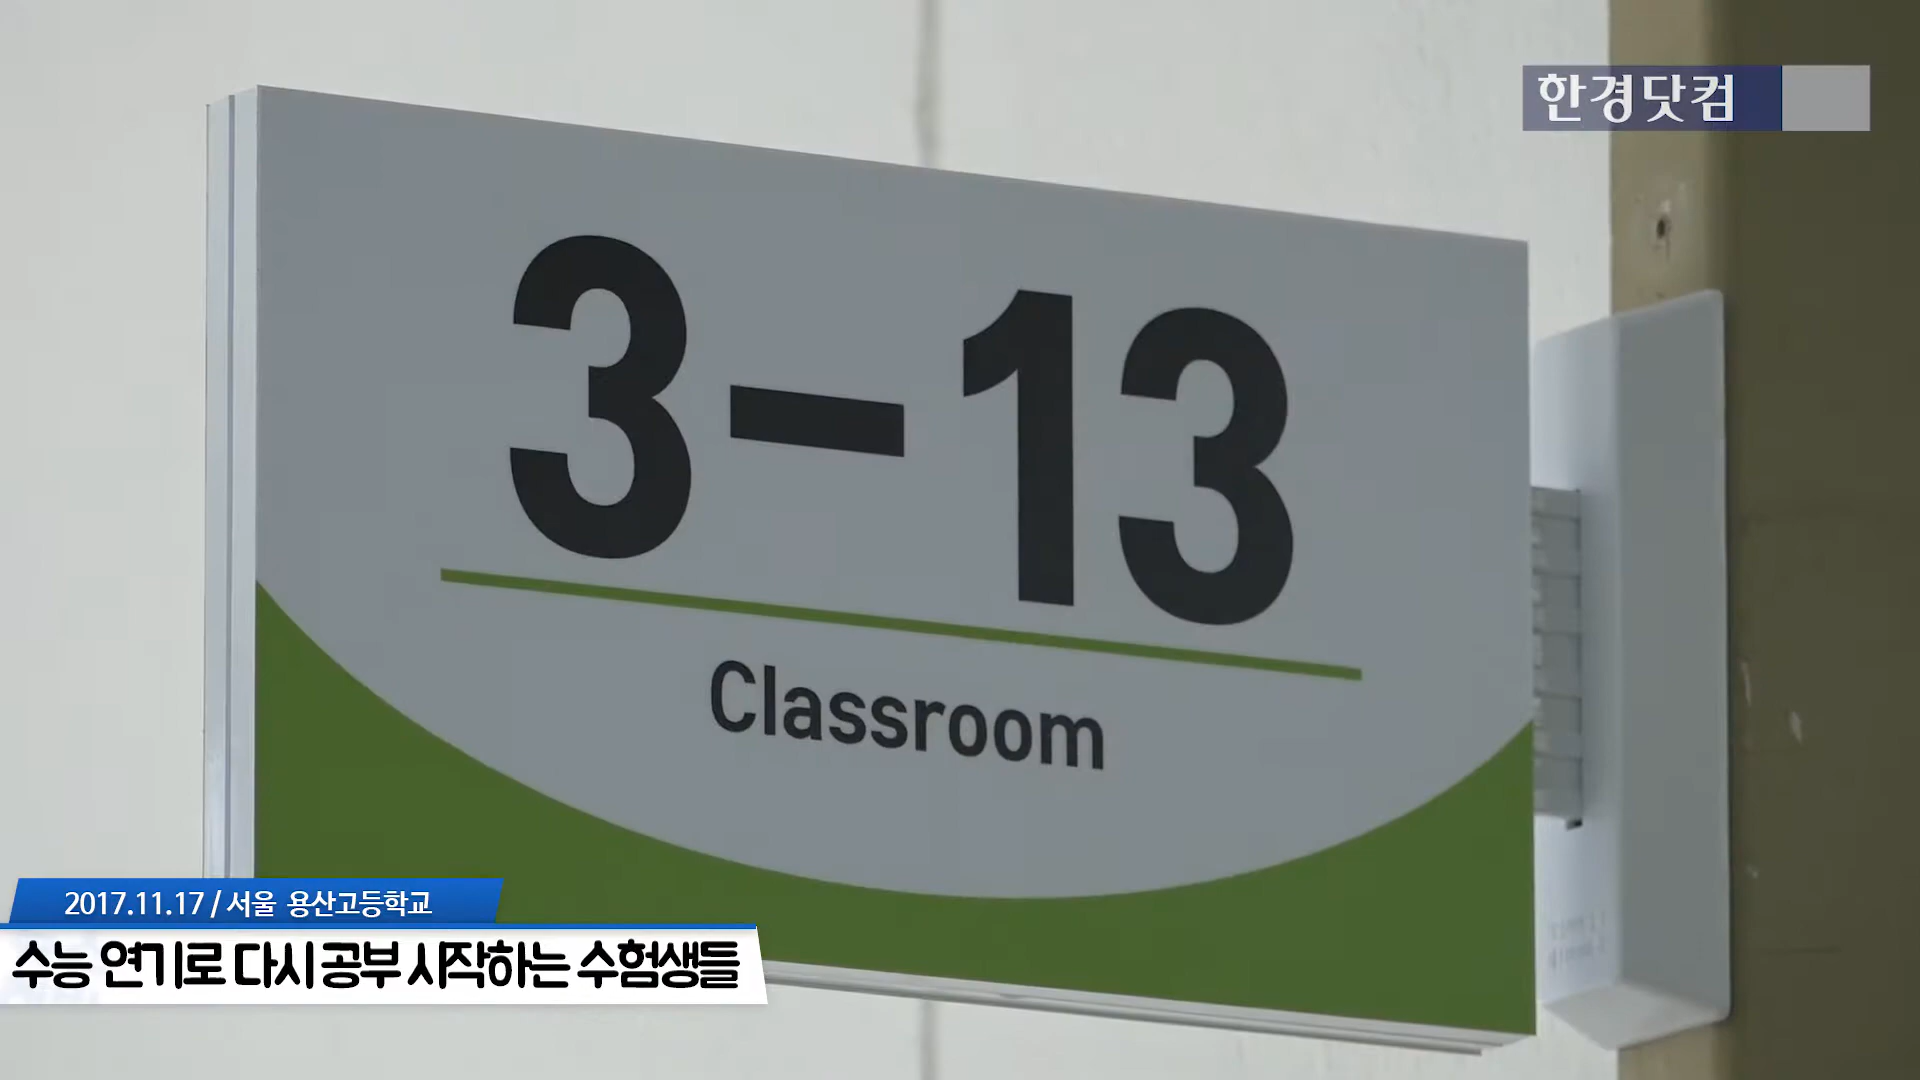 한경닷컴
3-13
Classroom
2017.11.17 / 서울 용산고등학교
수능 연기로 다시 공부 시작하는 수험생들